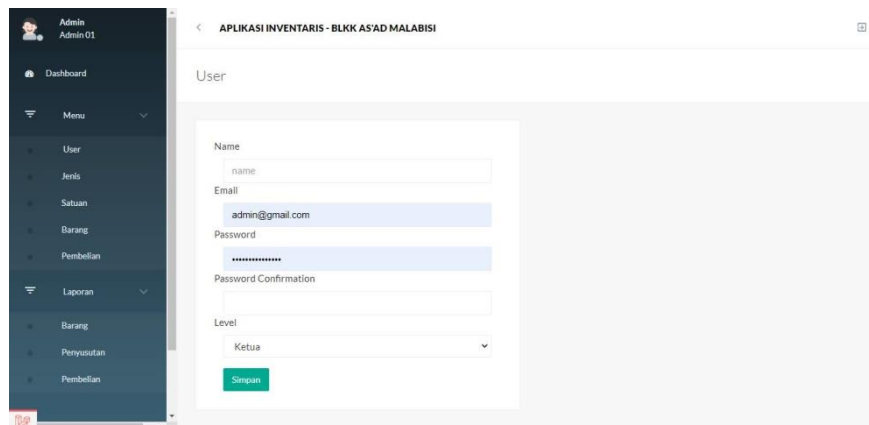 Admin
Admin 01
Dashboard
Menu
User
Jenis
Satuan
Barang
Pembelian
Laporan
Barang
Penyusutan
Pembelian
APLIKASI INVENTARIS - BLKK AS'AD MALABISI
User
Name
name
Email
admin@gmail.com
Password
Password Confirmation
Level
Ketua
Simpan